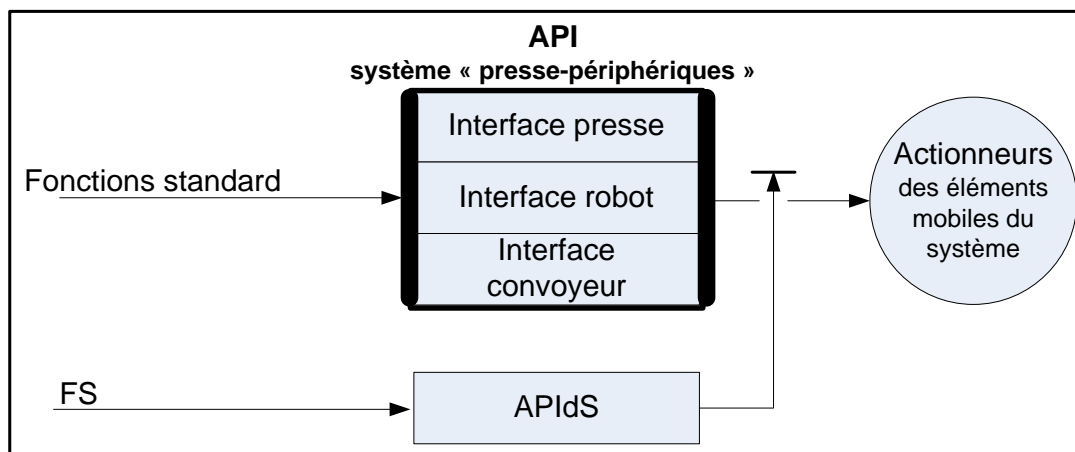 API
système « presse-périphériques »
Interface presse
Fonctions standard
Interface robot
Interface
convoyeur
Actionneurs
des éléments
mobiles du
système
FS
APIdS